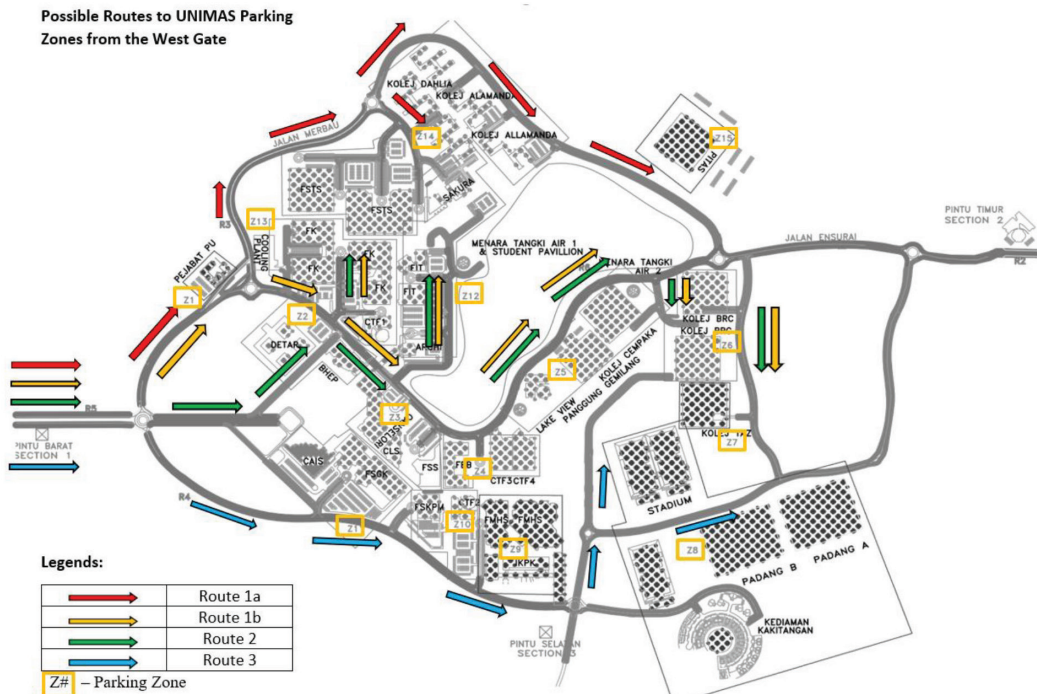 Possible Routes to UNIMAS Parking
Zones from the West Gate
KOLEJ DAHLIA
KOLEJ ALAMANDA
KOLEJ ALLAMANDA
JALAN MERBAU
Z14
Z15
PITAS
SAKURA
FSTS
FSTS
R3
Z13
COOLING
PLANT
FK
FK
FK
FK
PEJABAT PU
Z1
Z2
CTF1
FIT
FIT
ARCHI
Z12
MENARA TANGKI AIR 1
& STUDENT PAVILLION
MENARA TANGKI
AIR 2
PINTU TIMUR
SECTION 2
JALAN ENSURAI
R2
DETAR
BHEP
KOLEJ BRC
KOLEJ BRC
Z6
KOLEJ CEMPAKA
LAKE VIEW
PANGGUNG GEMILANG
Z5
R5
PINTU BARAT
SECTION 1
Z3
CLS
CAIS
FSGK
FSS
FEB
Z4
CTF3
CTF4
Z7
STADIUM
R4
Z1
FSKPM
CTF2
Z10
FMHS
FMHS
Z9
JKPK
Z8
PADANG B
PADANG A
KEDIAMAN
KAKITANGAN
PINTU SELATAN
SECTION 3
Legends:
Route 1a
Route 1b
Route 2
Route 3
Z# – Parking Zone